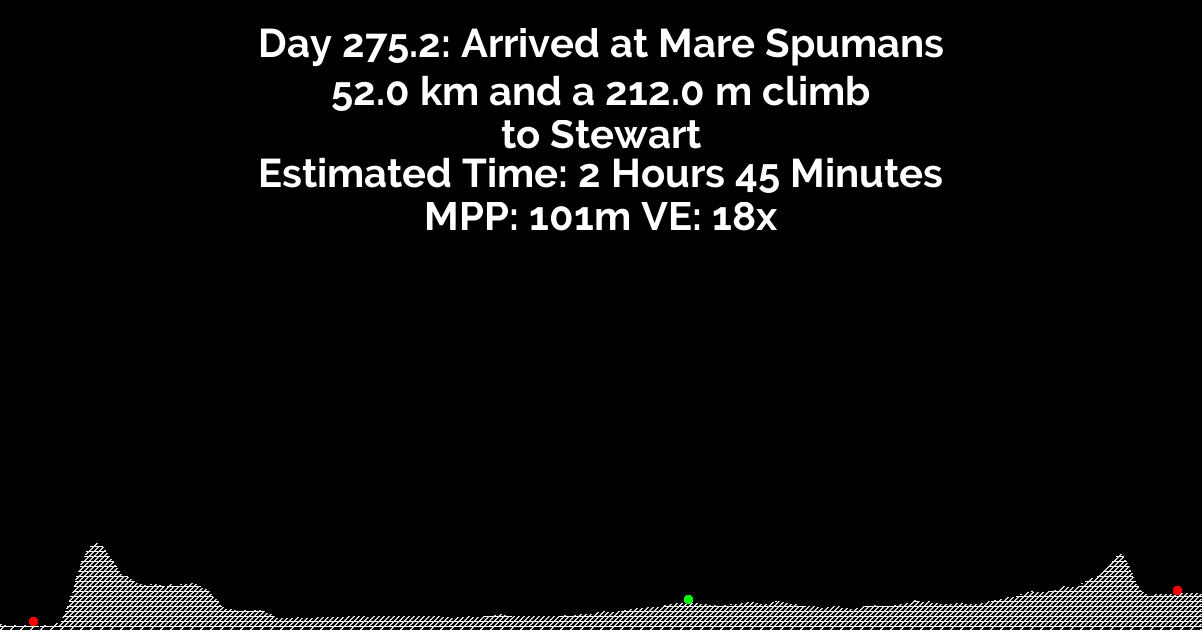 Day 275.2: Arrived at Mare Spumans
52.0 km and a 212.0 m climb
to Stewart
Estimated Time: 2 Hours 45 Minutes
MPP: 101m VE: 18x